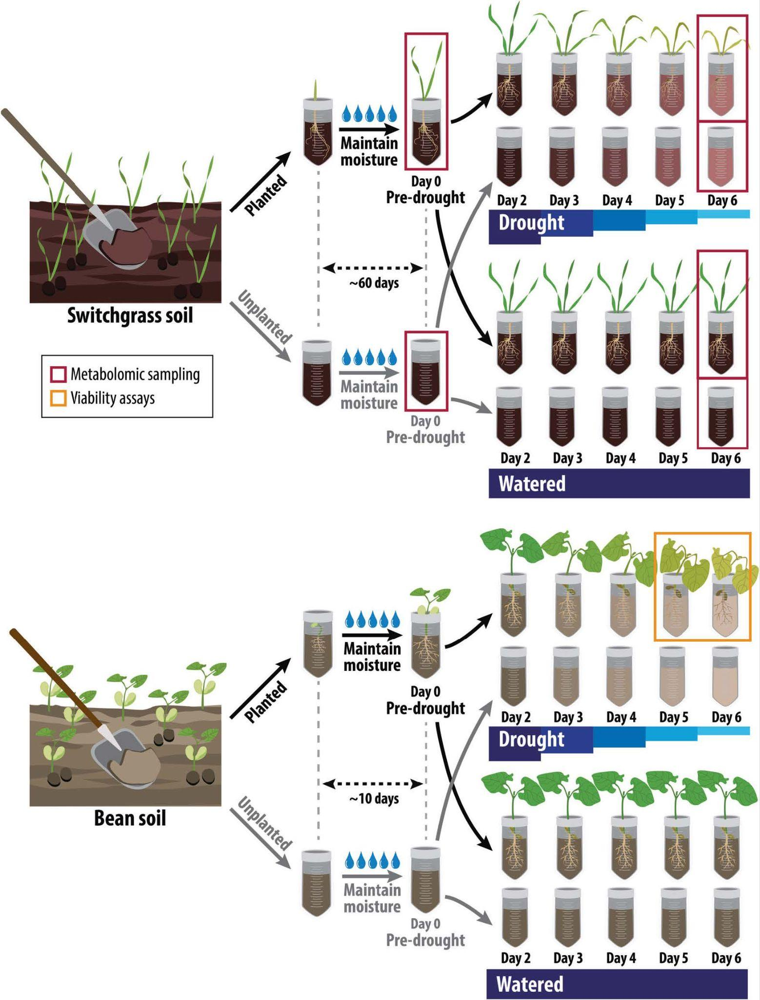 Planted
Maintain
moisture
Day 0
Pre-drought
Day 2
Day 3
Day 4
Day 5
Day 6
Drought
~60 days
Switchgrass soil
Unplanted
Metabolomic sampling
Viability assays
Maintain
moisture
Day 0
Pre-drought
Day 2
Day 3
Day 4
Day 5
Day 6
Watered
Planted
Maintain
moisture
Day 0
Pre-drought
Day 2
Day 3
Day 4
Day 5
Day 6
Drought
~10 days
Bean soil
Unplanted
Maintain
moisture
Day 0
Pre-drought
Day 2
Day 3
Day 4
Day 5
Day 6
Watered